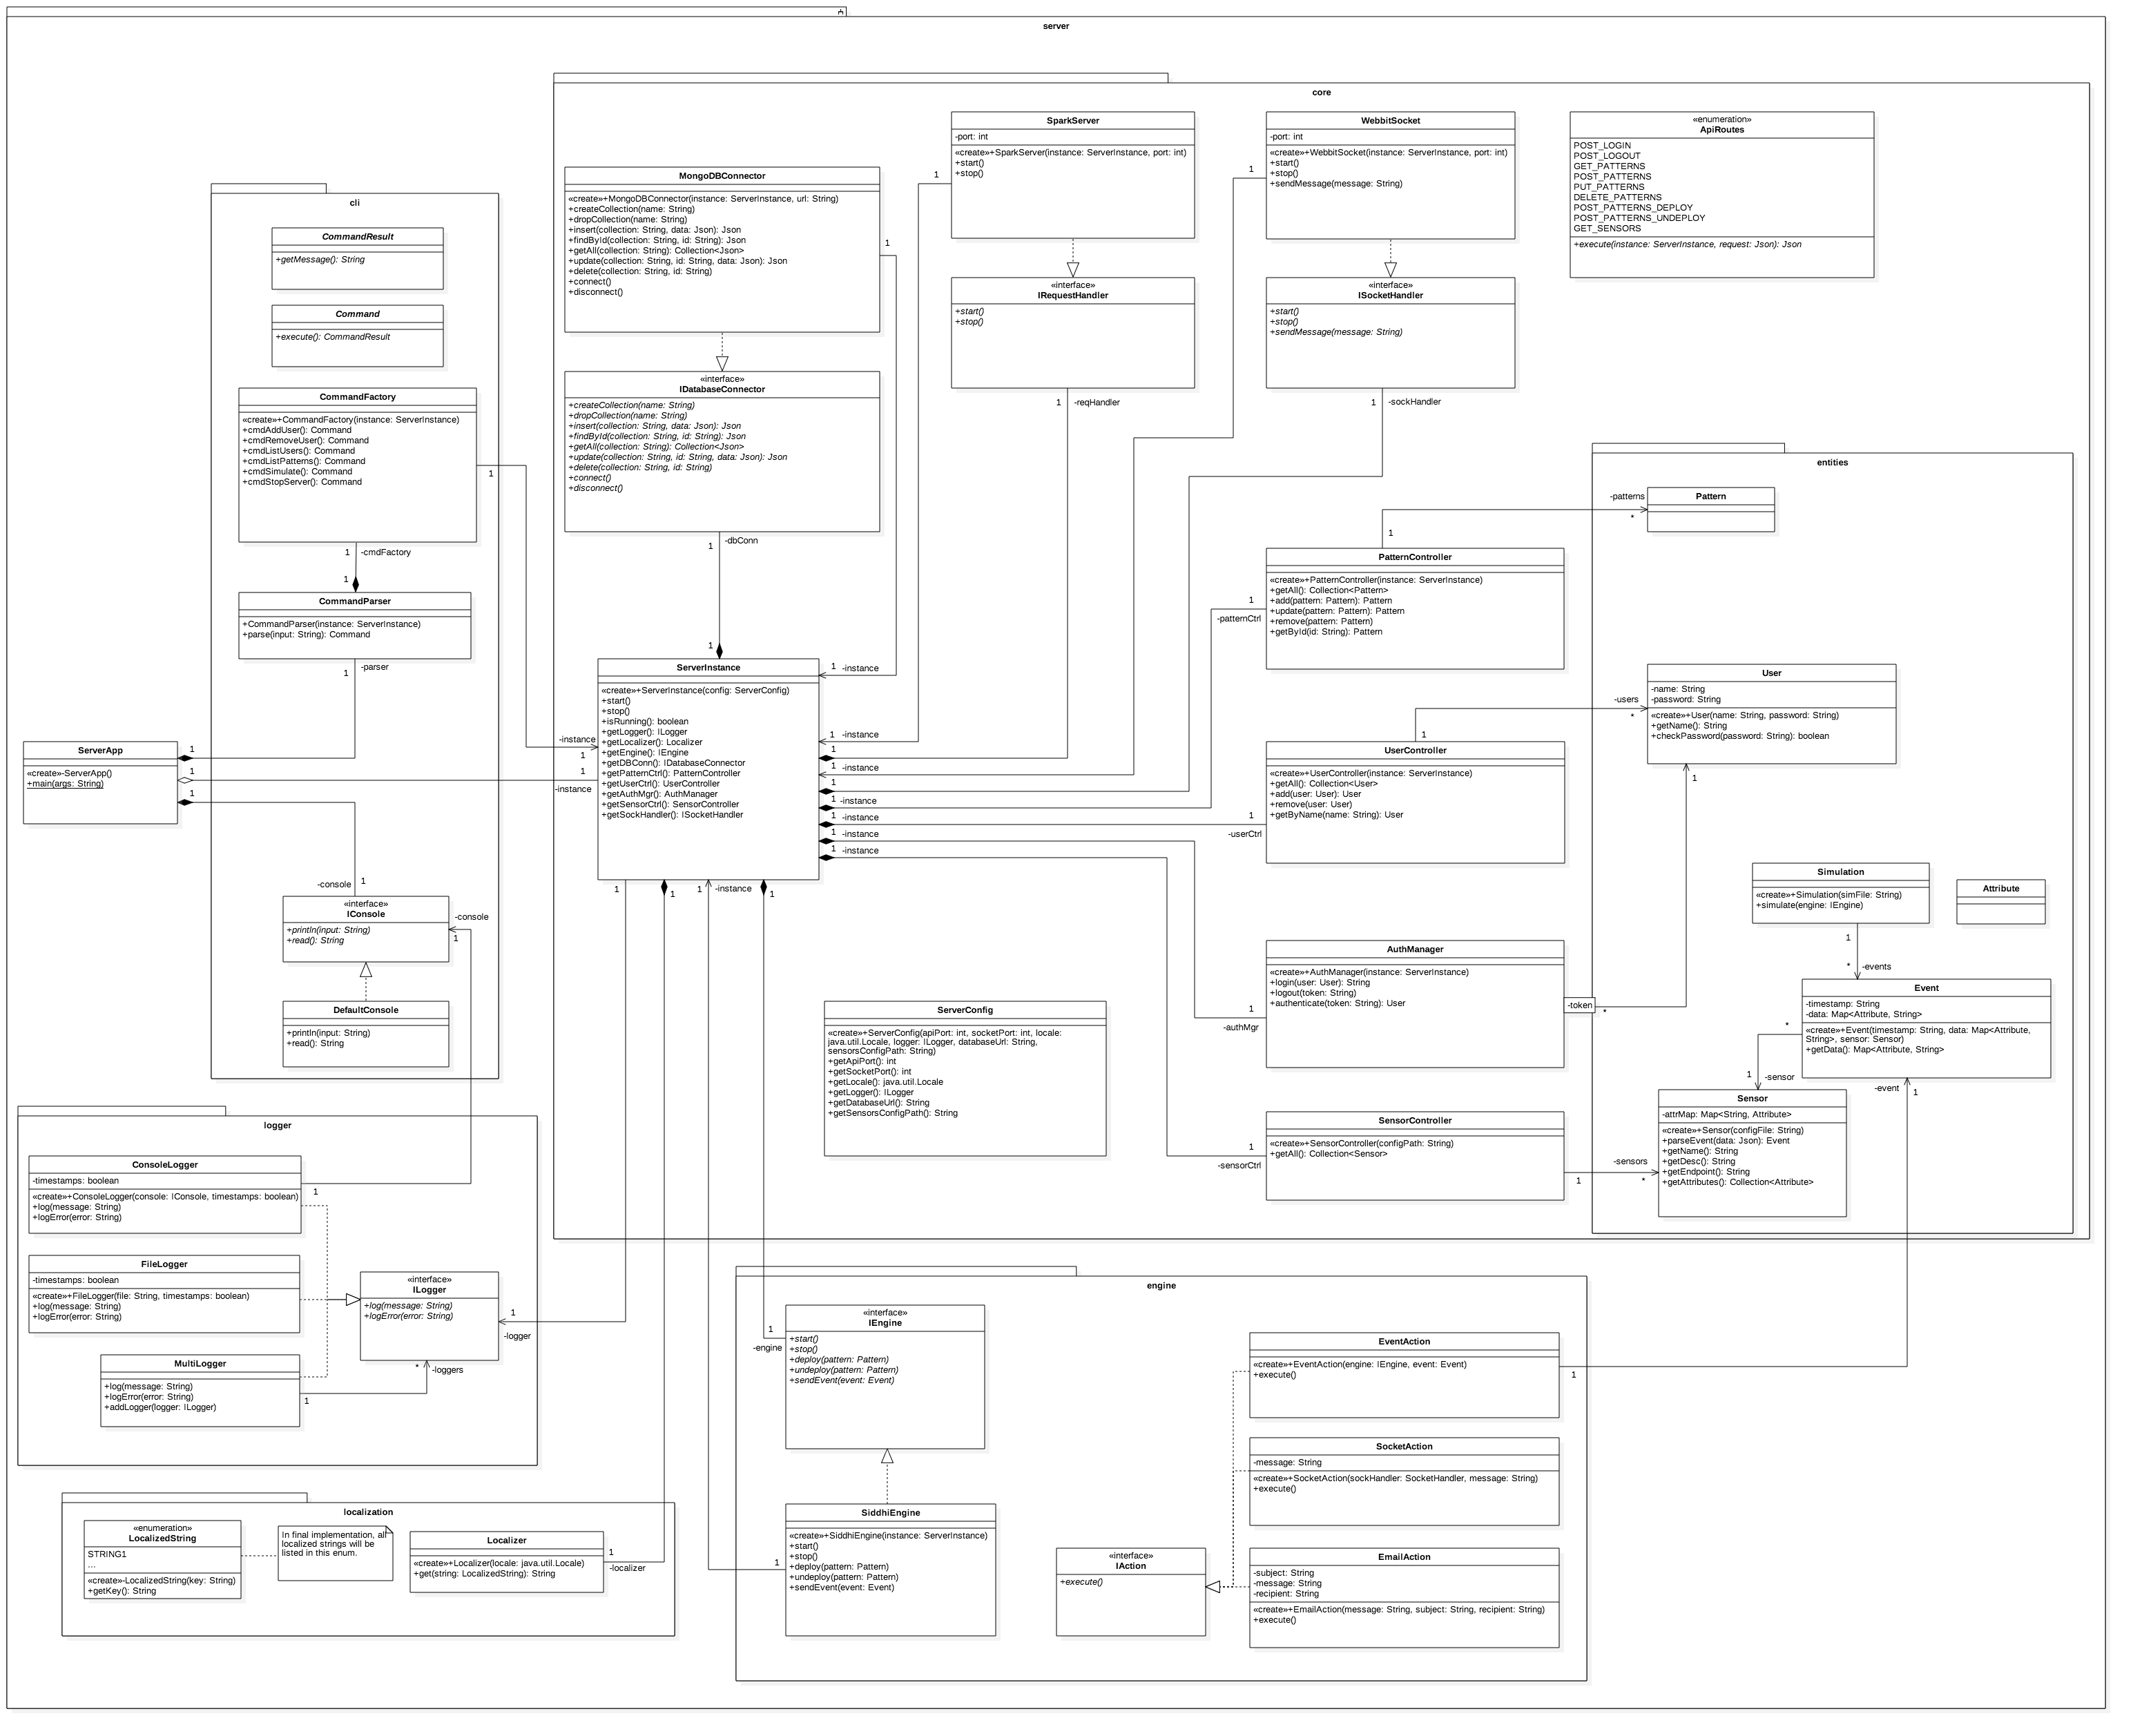 server
core
cli
CommandResult
+getMessage(): String
Command
+execute(): CommandResult
CommandFactory
«create»+CommandFactory(instance: ServerInstance)
+cmdAddUser(): Command
+cmdRemoveUser(): Command
+cmdListUsers(): Command
+cmdListPatterns(): Command
+cmdSimulate(): Command
+cmdStopServer(): Command
1
1
-cmdFactory
1
CommandParser
+CommandParser(instance: ServerInstance)
+parse(input: String): Command
-parser
1
ServerApp
«create»-ServerApp()
+main(args: String)
1
1
1
-instance
1
1
-instance
-console
1
«interface»
IConsole
+println(input: String)
+read(): String
-console
1
DefaultConsole
+println(input: String)
+read(): String
MongoDBConnector
«create»+MongoDBConnector(instance: ServerInstance, url: String)
+createCollection(name: String)
+dropCollection(name: String)
+insert(collection: String, data: Json): Json
+findById(collection: String, id: String): Json
+getAll(collection: String): Collection<Json>
+update(collection: String, id: String, data: Json): Json
+delete(collection: String, id: String)
+connect()
+disconnect()
1
«interface»
IDatabaseConnector
+createCollection(name: String)
+dropCollection(name: String)
+insert(collection: String, data: Json): Json
+findById(collection: String, id: String): Json
+getAll(collection: String): Collection<Json>
+update(collection: String, id: String, data: Json): Json
+delete(collection: String, id: String)
+connect()
+disconnect()
1
-dbConn
1
SparkServer
-port: int
«create»+SparkServer(instance: ServerInstance, port: int)
+start()
+stop()
1
«interface»
IRequestHandler
+start()
+stop()
1
-reqHandler
WebbitSocket
-port: int
«create»+WebbitSocket(instance: ServerInstance, port: int)
+start()
+stop()
+sendMessage(message: String)
1
«interface»
ISocketHandler
+start()
+stop()
+sendMessage(message: String)
1
-sockHandler
«enumeration»
ApiRoutes
POST_LOGIN
POST_LOGOUT
GET_PATTERNS
POST_PATTERNS
PUT_PATTERNS
DELETE_PATTERNS
POST_PATTERNS_DEPLOY
POST_PATTERNS_UNDEPLOY
GET_SENSORS
+execute(instance: ServerInstance, request: Json): Json
ServerInstance
«create»+ServerInstance(config: ServerConfig)
+start()
+stop()
+isRunning(): boolean
+getLogger(): ILogger
+getLocalizer(): Localizer
+getEngine(): IEngine
+getDBConn(): IDatabaseConnector
+getPatternCtrl(): PatternController
+getUserCtrl(): UserController
+getAuthMgr(): AuthManager
+getSensorCtrl(): SensorController
+getSockHandler(): ISocketHandler
1 -instance
1 -instance
1
-instance
1
1 -instance
1 -instance
1 -instance
1 -instance
1
1
1
-instance
1
PatternController
«create»+PatternController(instance: ServerInstance)
+getAll(): Collection<Pattern>
+add(pattern: Pattern): Pattern
+update(pattern: Pattern): Pattern
+remove(pattern: Pattern)
+getById(id: String): Pattern
1
1
-patternCtrl
UserController
«create»+UserController(instance: ServerInstance)
+getAll(): Collection<User>
+add(user: User): User
+remove(user: User)
+getByName(name: String): User
1
1
-userCtrl
AuthManager
«create»+AuthManager(instance: ServerInstance)
+login(user: User): String
+logout(token: String)
+authenticate(token: String): User
1
-authMgr
-token
*
SensorController
«create»+SensorController(configPath: String)
+getAll(): Collection<Sensor>
1
-sensorCtrl
1
ServerConfig
«create»+ServerConfig(apiPort: int, socketPort: int, locale:
java.util.Locale, logger: ILogger, databaseUrl: String,
sensorsConfigPath: String)
+getApiPort(): int
+getSocketPort(): int
+getLocale(): java.util.Locale
+getLogger(): ILogger
+getDatabaseUrl(): String
+getSensorsConfigPath(): String
entities
-patterns
*
Pattern
-users
*
User
-name: String
-password: String
«create»+User(name: String, password: String)
+getName(): String
+checkPassword(password: String): boolean
1
Simulation
«create»+Simulation(simFile: String)
+simulate(engine: IEngine)
1
*
-events
Attribute
Event
-timestamp: String
-data: Map<Attribute, String>
«create»+Event(timestamp: String, data: Map<Attribute,
String>, sensor: Sensor)
+getData(): Map<Attribute, String>
*
1
-sensor
-event
1
-sensors
*
Sensor
-attrMap: Map<String, Attribute>
«create»+Sensor(configFile: String)
+parseEvent(data: Json): Event
+getName(): String
+getDesc(): String
+getEndpoint(): String
+getAttributes(): Collection<Attribute>
logger
ConsoleLogger
-timestamps: boolean
«create»+ConsoleLogger(console: IConsole, timestamps: boolean)
+log(message: String)
+logError(error: String)
1
FileLogger
-timestamps: boolean
«create»+FileLogger(file: String, timestamps: boolean)
+log(message: String)
+logError(error: String)
«interface»
ILogger
+log(message: String)
+logError(error: String)
1
-logger
*
-loggers
MultiLogger
+log(message: String)
+logError(error: String)
+addLogger(logger: ILogger)
1
localization
«enumeration»
LocalizedString
STRING1
...
«create»-LocalizedString(key: String)
+getKey(): String
In final implementation, all
localized strings will be
listed in this enum.
Localizer
«create»+Localizer(locale: java.util.Locale)
+get(string: LocalizedString): String
1
-localizer
engine
«interface»
IEngine
+start()
+stop()
+deploy(pattern: Pattern)
+undeploy(pattern: Pattern)
+sendEvent(event: Event)
1
-engine
SiddhiEngine
«create»+SiddhiEngine(instance: ServerInstance)
+start()
+stop()
+deploy(pattern: Pattern)
+undeploy(pattern: Pattern)
+sendEvent(event: Event)
1
«interface»
IAction
+execute()
EventAction
«create»+EventAction(engine: IEngine, event: Event)
+execute()
1
SocketAction
-message: String
«create»+SocketAction(sockHandler: SocketHandler, message: String)
+execute()
EmailAction
-subject: String
-message: String
-recipient: String
«create»+EmailAction(message: String, subject: String, recipient: String)
+execute()